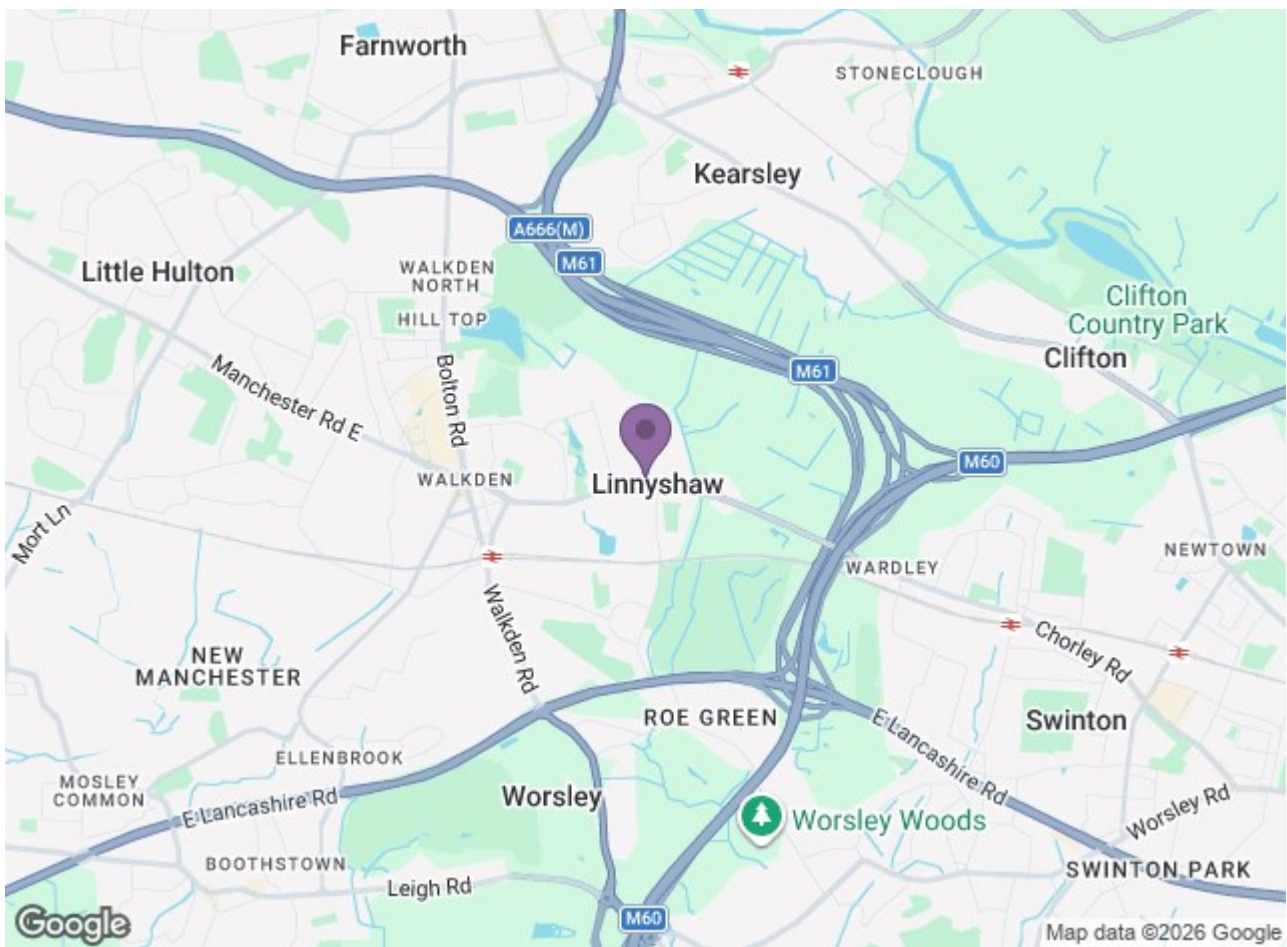 Farnworth
STONECLOUGH
Kearsley
A666(M)
M61
Little Hulton
WALKDEN
NORTH
HILL TOP
Clifton
Country Park
Clifton
M61
Manchester Rd E
Bolton Rd
M60
WALKDEN
Linnyshaw
Mort Ln
NEWTOWN
WARDLEY
Walkden Rd
Chorley Rd
NEW
MANCHESTER
ROE GREEN
Swinton
E Lancashire Rd
ELLENBROOK
MOSLEY
COMMON
E Lancashire Rd
Worsley
Worsley Woods
Worsley Rd
BOOTHSTOWN
Leigh Rd
SWINTON PARK
M60
Google
Map data ©2026 Google